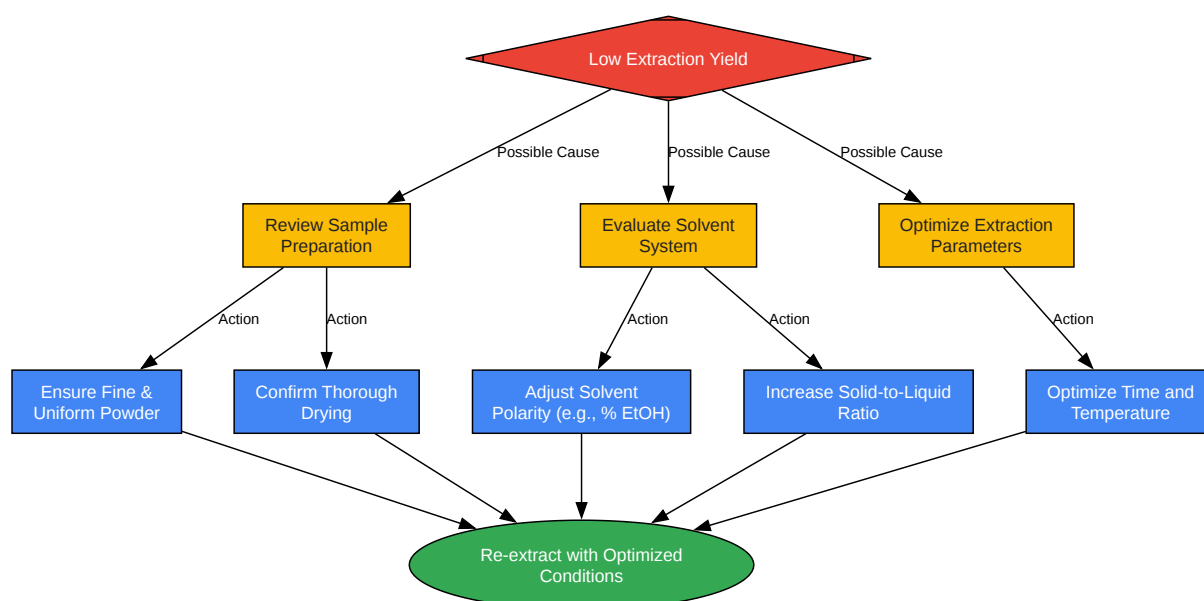 Low Extraction Yield
Possible Cause
Possible Cause
Possible Cause
Review Sample
Preparation
Evaluate Solvent
System
Optimize Extraction
Parameters
Action
Action
Action
Action
Action
Ensure Fine &
Uniform Powder
Confirm Thorough
Drying
Adjust Solvent
Polarity (e.g., % EtOH)
Increase Solid-to-Liquid
Ratio
Optimize Time and
Temperature
Re-extract with Optimized
Conditions